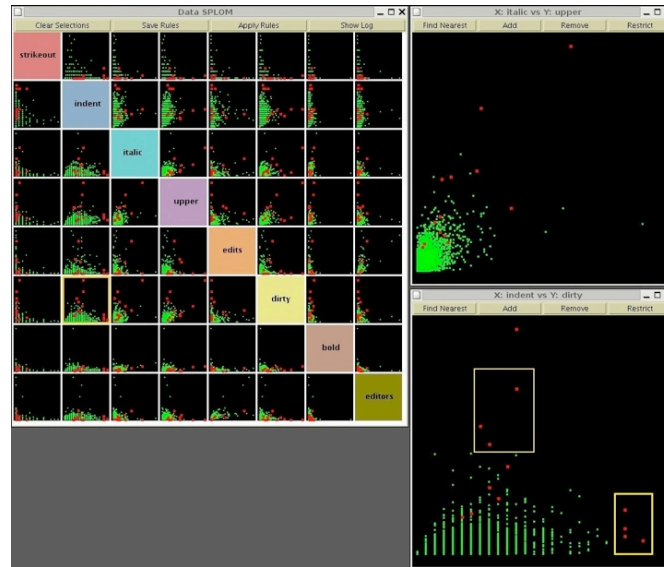 Data SPLOM
Clear Selections Save Rules Apply Rules Show Log
strikeout
indent
italic
upper
edits
dirty
bold
editors
X: italic vs Y: upper
Find Nearest Add Remove Restrict
X: indent vs Y: dirty
Find Nearest Add Remove Restrict